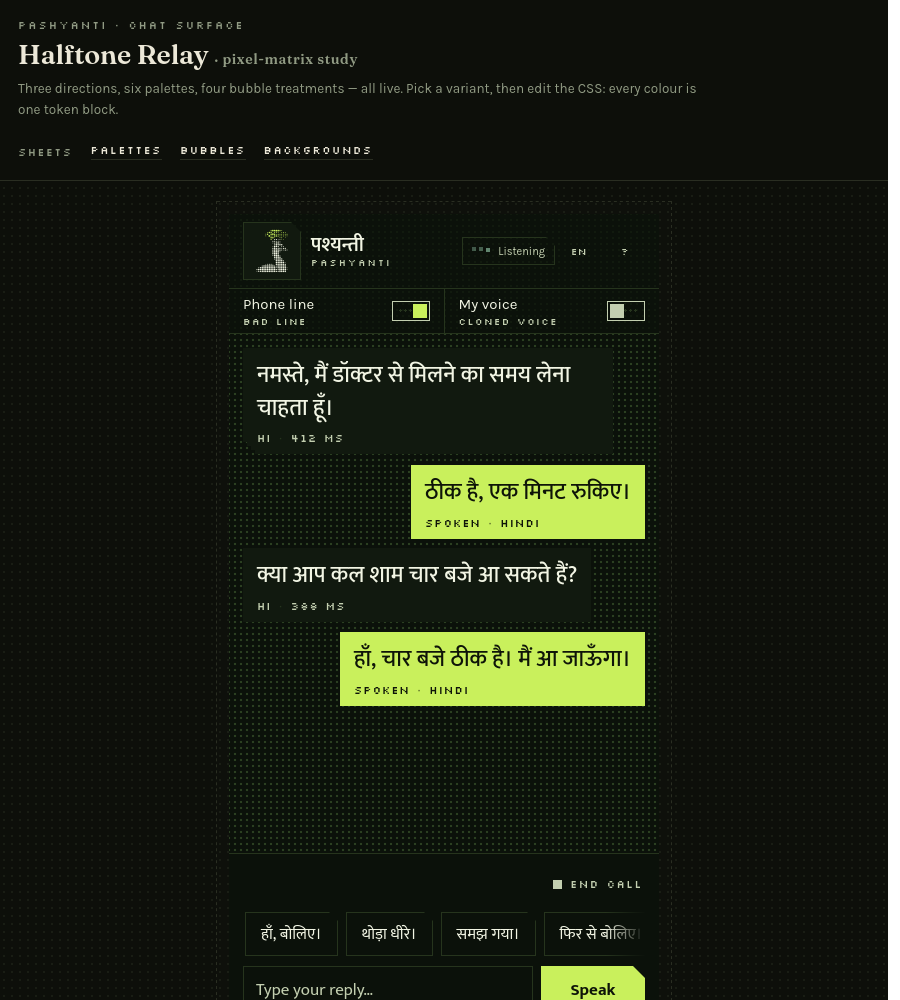 PASHYANTI · CHAT SURFACE
Halftone Relay · pixel-matrix study
Three directions, six palettes, four bubble treatments — all live. Pick a variant, then edit the CSS: every colour is
one token block.
SHEETS PALETTES BUBBLES BACKGROUNDS
पश्यन्ती
PASHYANTI
Listening
EN
?
Phone line
BAD LINE
My voice
CLONED VOICE
नमस्ते, मैं डॉक्टर से मिलने का समय लेना
चाहता हूँ।
HI · 412 MS
ठीक है, एक मिनट रुकिए।
SPOKEN · HINDI
क्या आप कल शाम चार बजे आ सकते हैं?
HI · 388 MS
हाँ, चार बजे ठीक है। मैं आ जाऊँगा।
SPOKEN · HINDI
END CALL
हाँ, बोलिए। थोड़ा धीरे। समझ गया। फिर से बोलिए।
Type your reply…
Speak